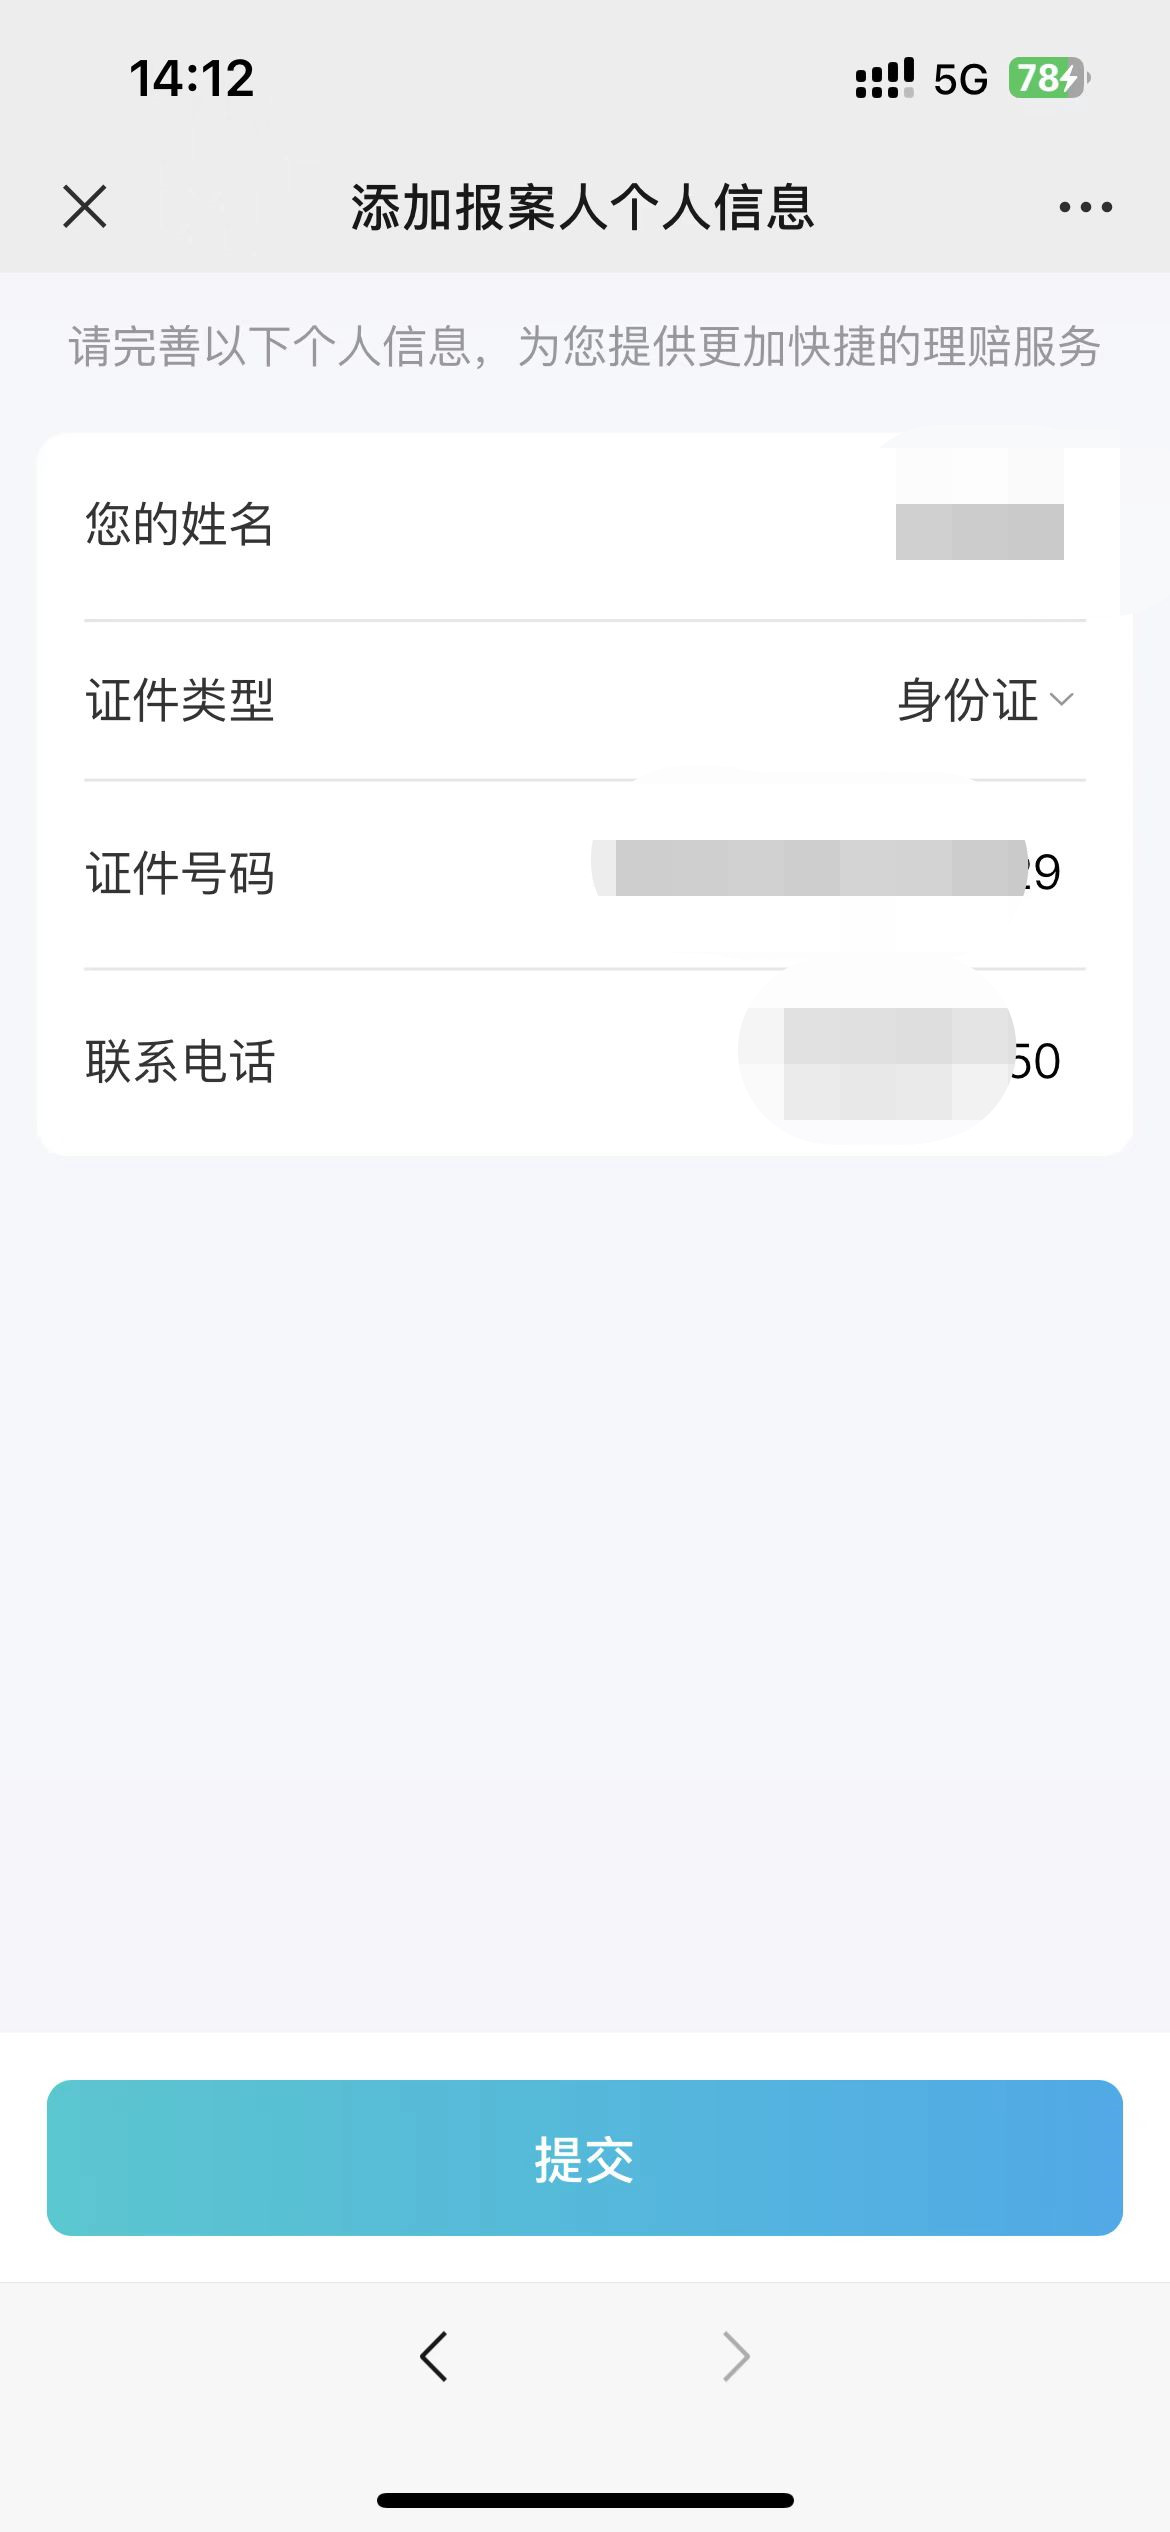 14:12
5G 78
添加报案人个人信息
请完善以下个人信息，为您提供更加快捷的理赔服务
您的姓名
证件类型 身份证
证件号码 29
联系电话 50
提交